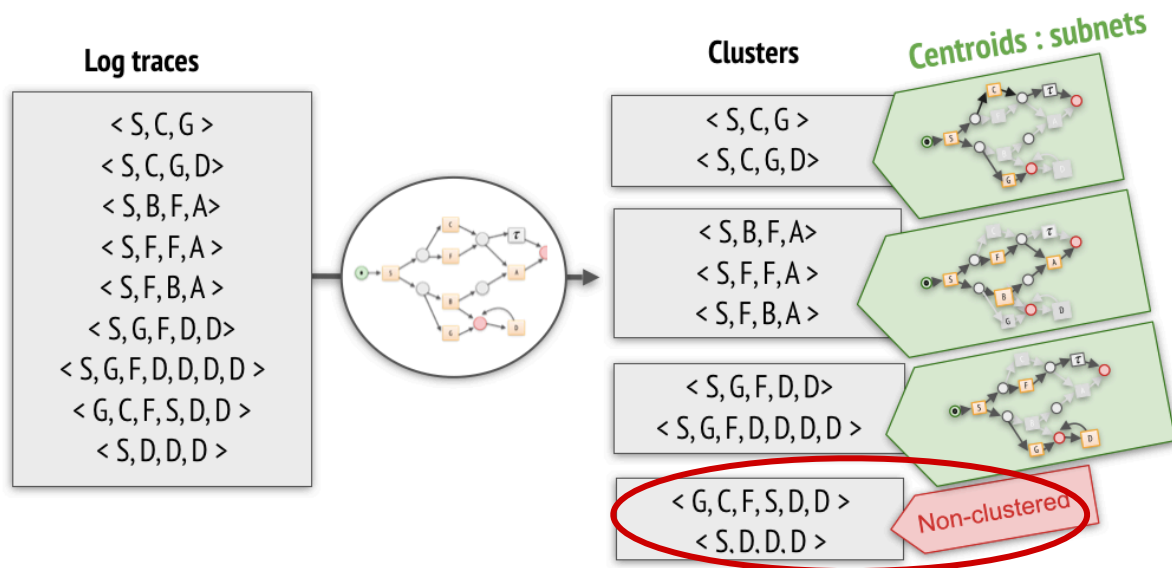 Log traces
< S, C, G >
< S, C, G, D>
< S, B, F, A>
< S, F, F, A >
< S, F, B, A >
< S, G, F, D, D>
< S, G, F, D, D, D, D >
< G, C, F, S, D, D >
< S, D, D, D >
S
C
F
B
G
τ
A
D
Clusters
< S, C, G >
< S, C, G, D>
< S, B, F, A>
< S, F, F, A >
< S, F, B, A >
< S, G, F, D, D>
< S, G, F, D, D, D, D >
< G, C, F, S, D, D >
< S, D, D, D >
Centroids : subnets
S
C
τ
G
S
F
τ
A
B
G
D
S
F
τ
G
D
Non-clustered